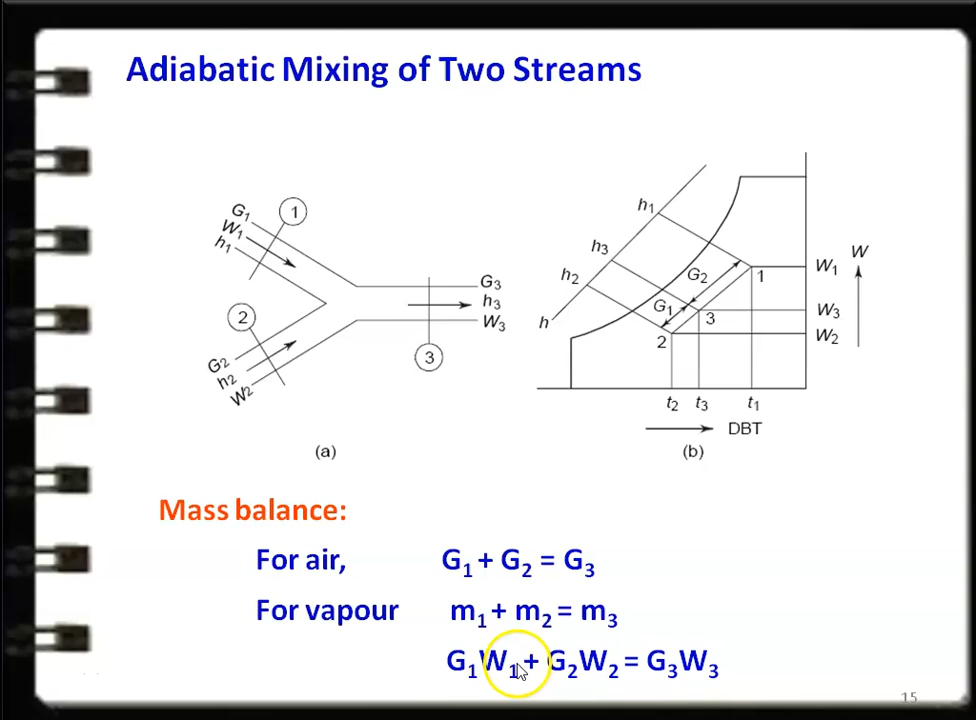 Adiabatic Mixing of Two Streams
G1
W1
h1
1
2
G2
h2
W2
G3
h3
W3
3
(a)
h1
h3
h2
h
G2
G1
1
3
2
W
W1
W3
W2
t2 t3 t1
DBT
(b)
Mass balance:
For air, G1 + G2 = G3
For vapour m1 + m2 = m3
G1W1 + G2W2 = G3W3
15